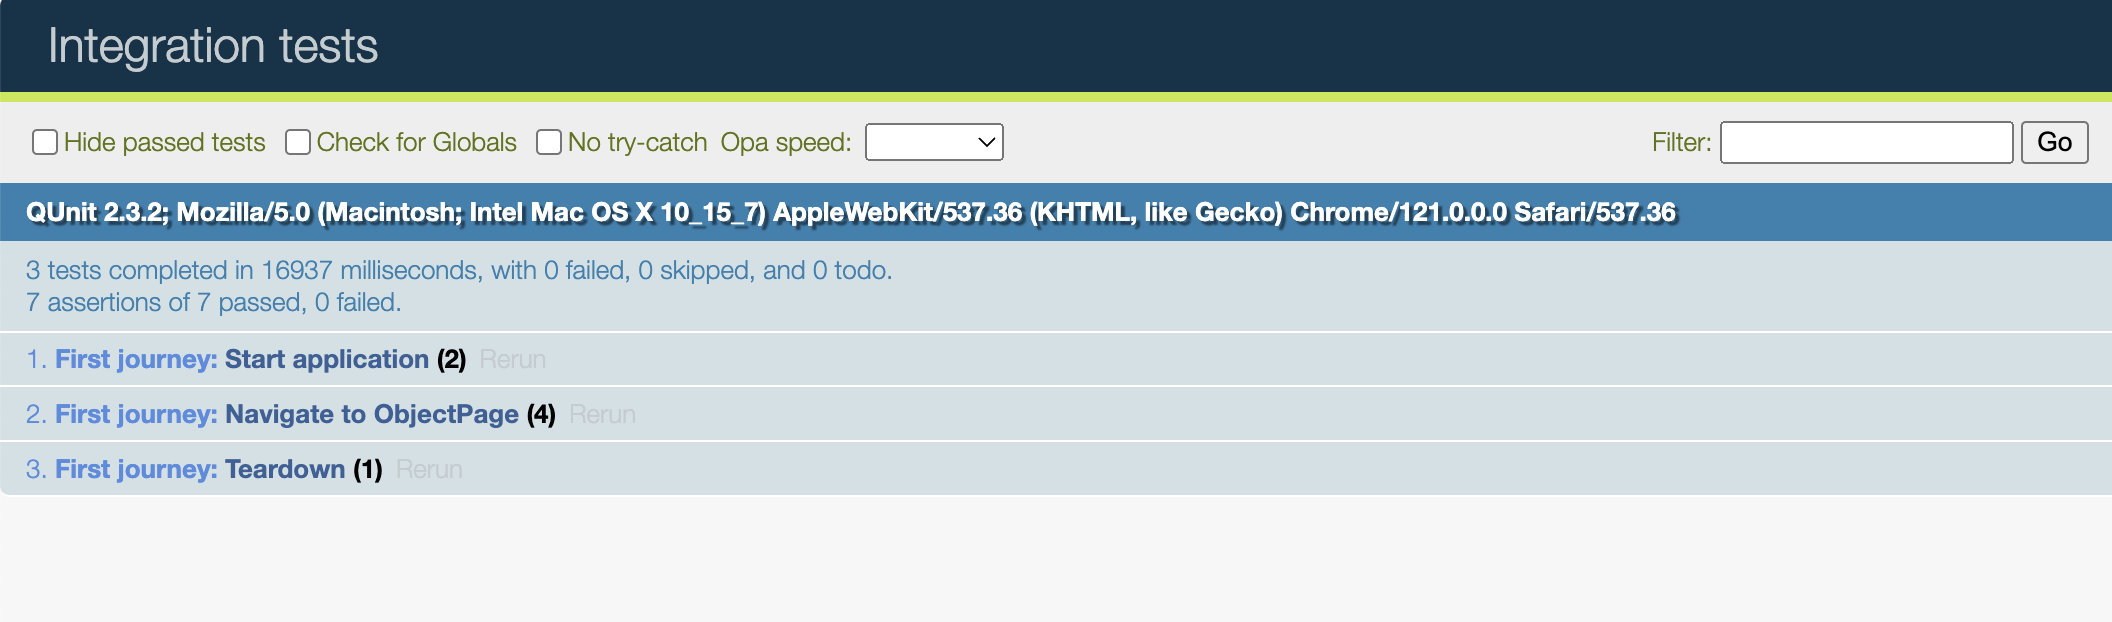 Integration tests
Hide passed tests Check for Globals No try-catch Opa speed: Filter: Go
QUnit 2.3.2; Mozilla/5.0 (Macintosh; Intel Mac OS X 10_15_7) AppleWebKit/537.36 (KHTML, like Gecko) Chrome/121.0.0.0 Safari/537.36
3 tests completed in 16937 milliseconds, with 0 failed, 0 skipped, and 0 todo.
7 assertions of 7 passed, 0 failed.
1. First journey: Start application (2) Rerun
2. First journey: Navigate to ObjectPage (4) Rerun
3. First journey: Teardown (1) Rerun